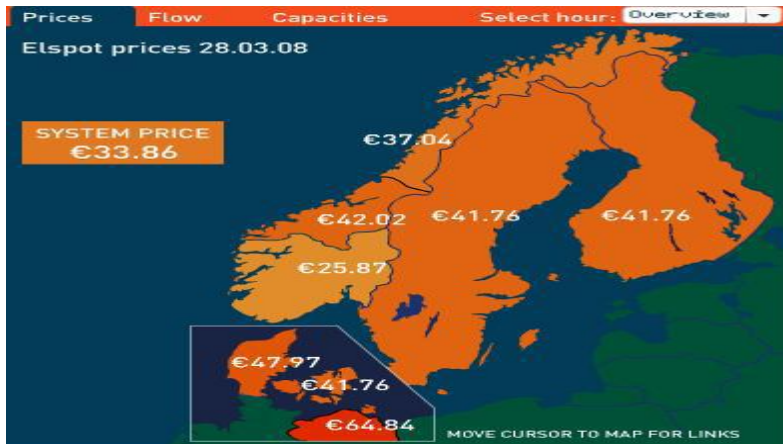 Prices Flow Capacities Select hour: Overview
Elspot prices 28.03.08
SYSTEM PRICE
€33.86
€37.04
€42.02 €41.76 €41.76
€25.87
€47.97
€41.76
€64.84
MOVE CURSOR TO MAP FOR LINKS